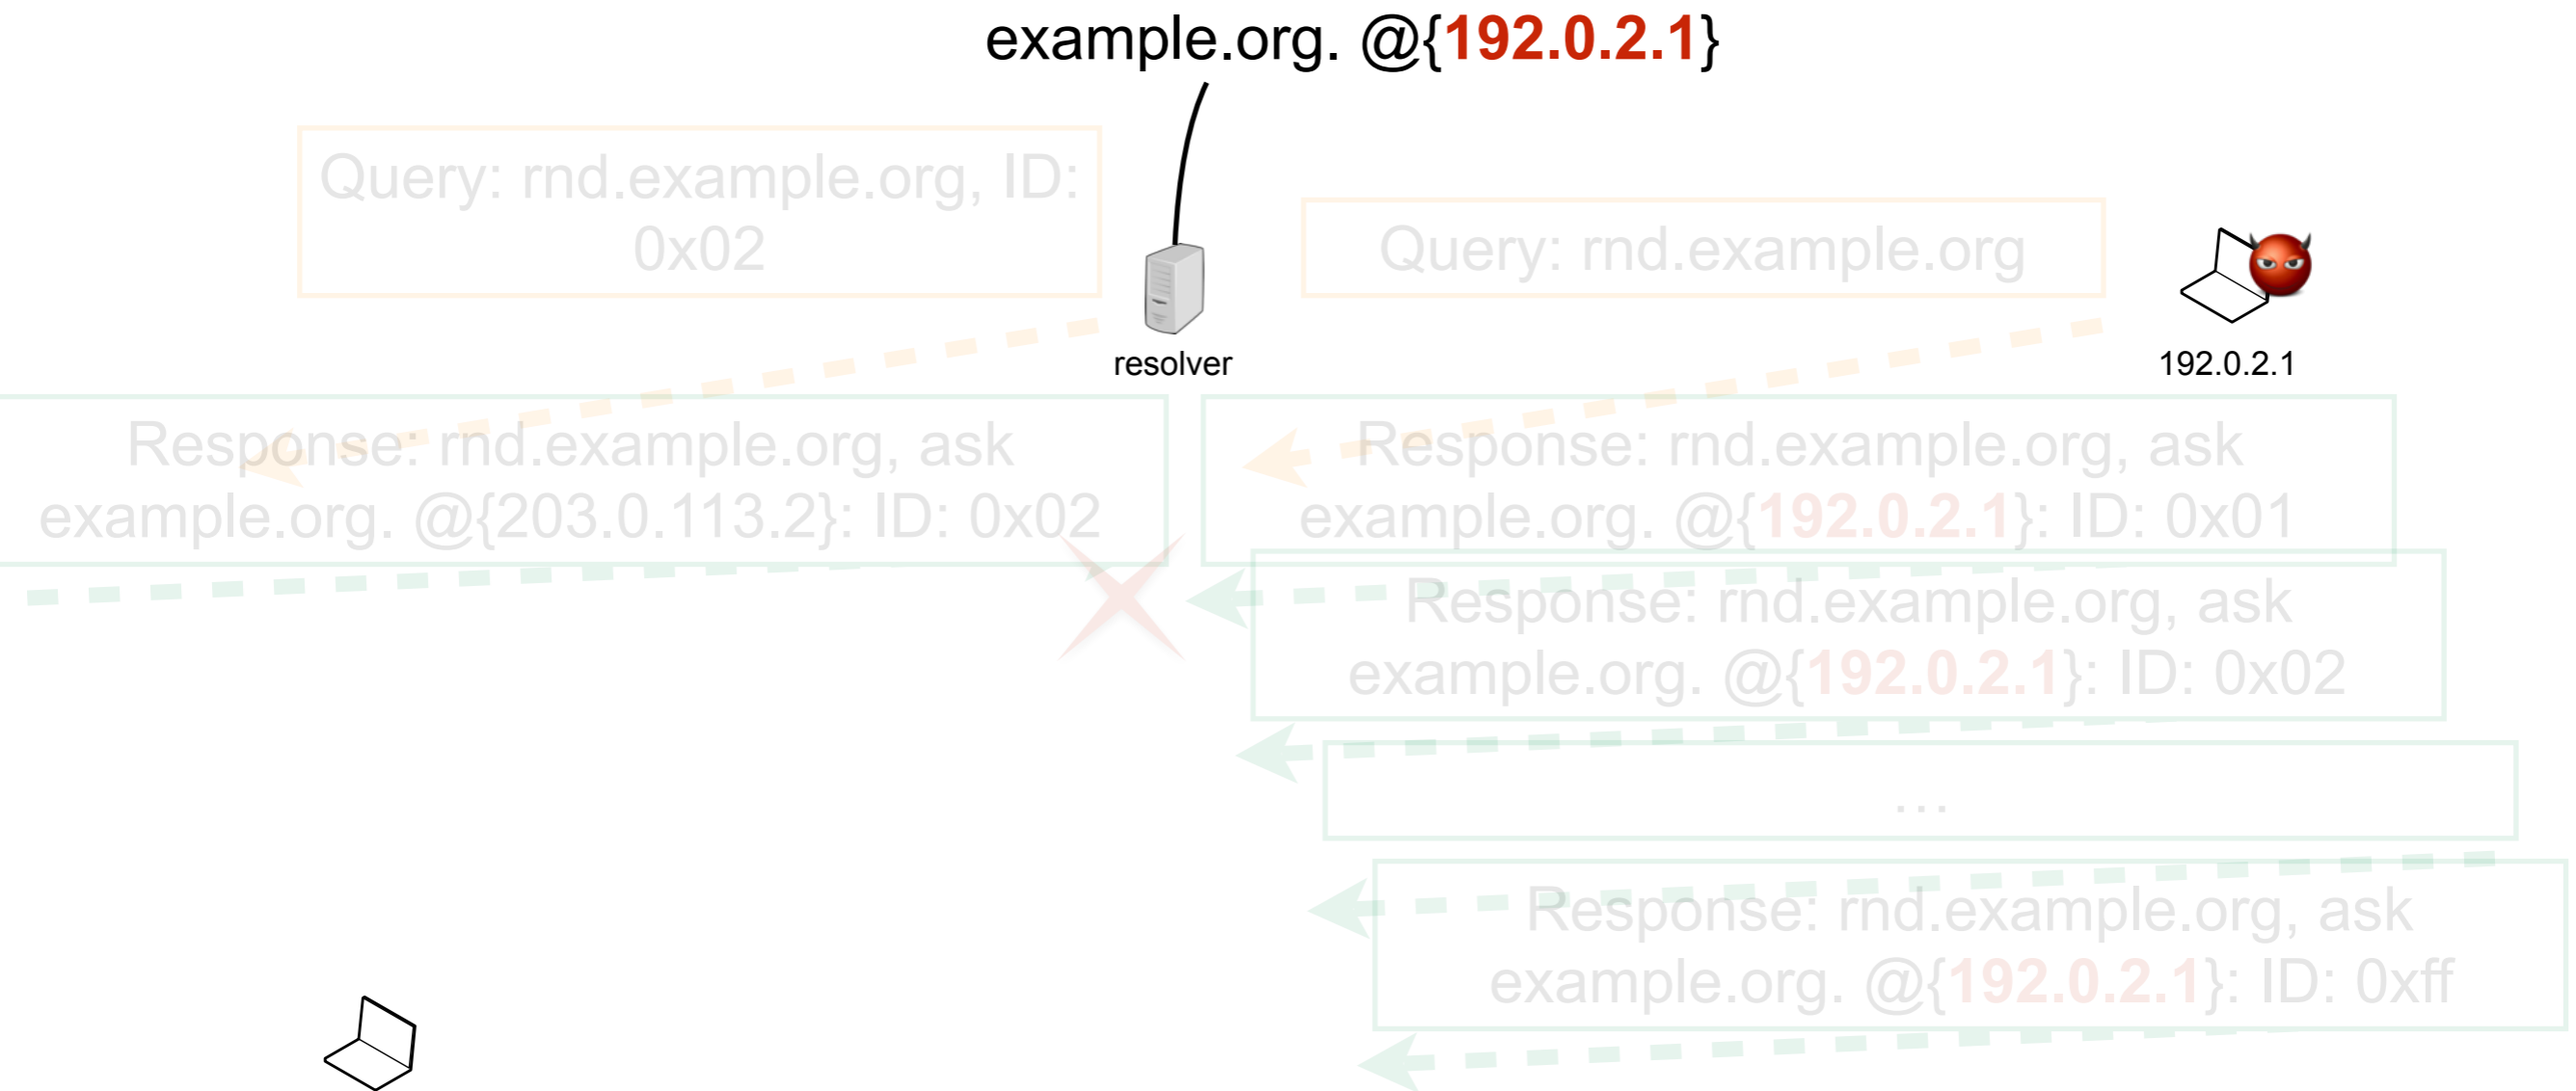 example.org. @{192.0.2.1}
Query: rnd.example.org, ID:
0x02
Query: rnd.example.org
resolver
192.0.2.1
Response: rnd.example.org, ask
example.org. @{203.0.113.2}: ID: 0x02
Response: rnd.example.org, ask
example.org. @{192.0.2.1}: ID: 0x01
Response: rnd.example.org, ask
example.org. @{192.0.2.1}: ID: 0x02
...
Response: rnd.example.org, ask
example.org. @{192.0.2.1}: ID: 0xff